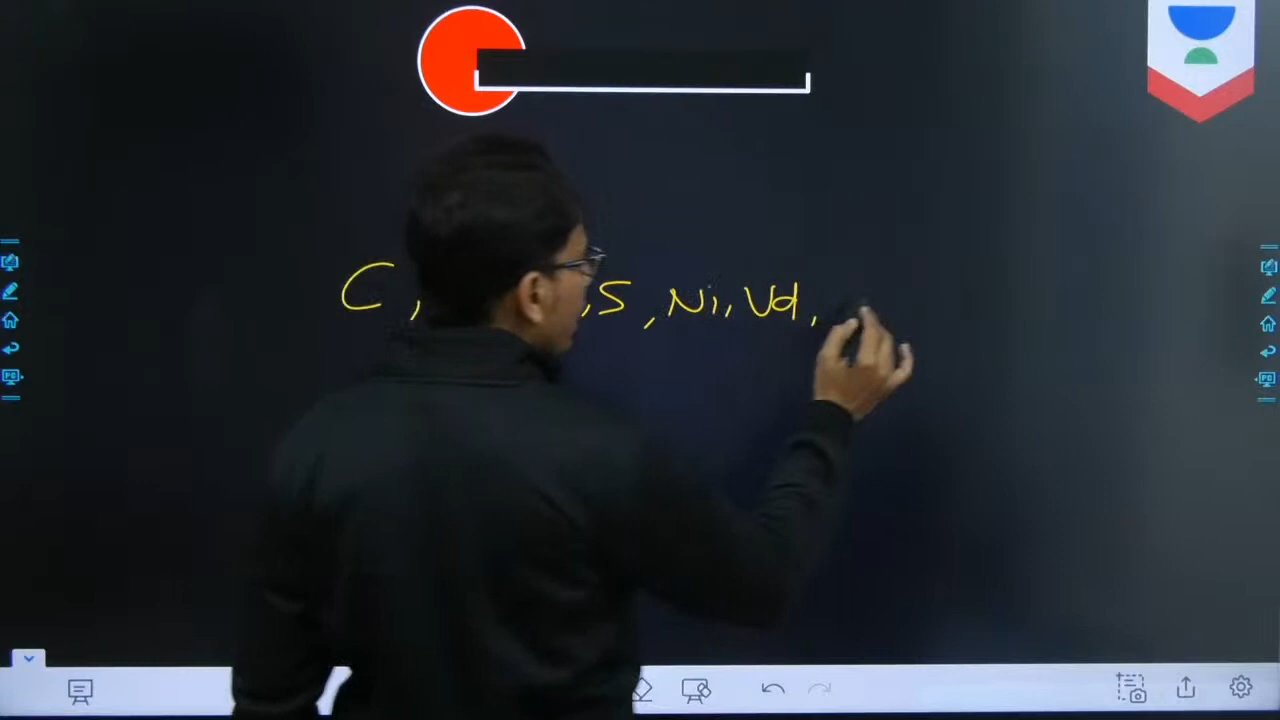 C, ,S, Ni, Vd,